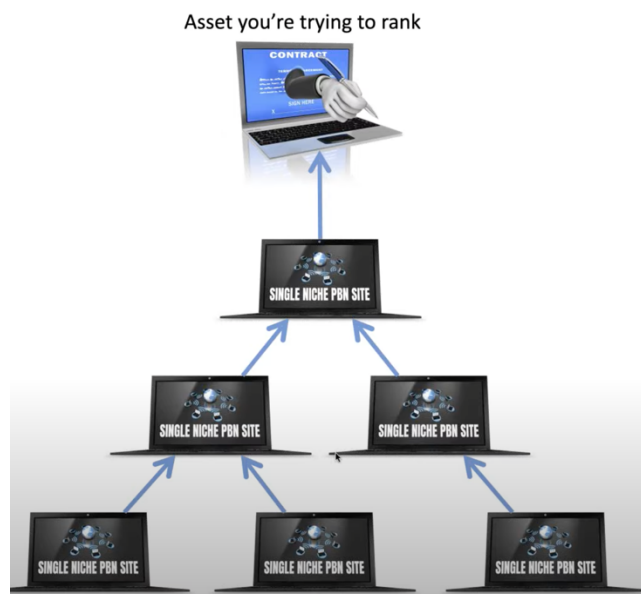 Asset you're trying to rank
CONTRACT
SIGN HERE
SINGLE NICHE PBN SITE
SINGLE NICHE PBN SITE
SINGLE NICHE PBN SITE
SINGLE NICHE PBN SITE
SINGLE NICHE PBN SITE
SINGLE NICHE PBN SITE